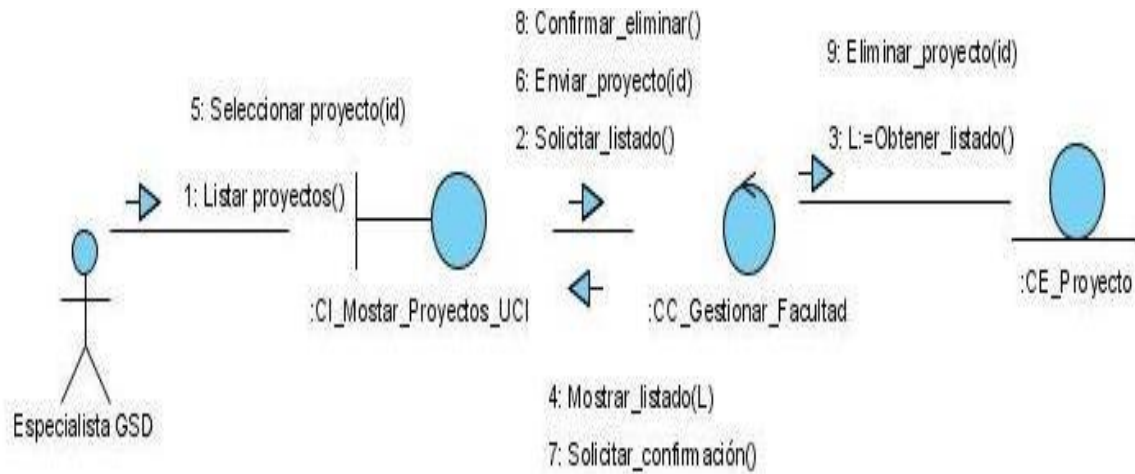 8: Confirmar_eliminar()
9: Eliminar_proyecto(id)
6: Enviar_proyecto(id)
5: Seleccionar proyecto(id)
2: Solicitar_listado()
3: L:=Obtener_listado()
1: Listar proyectos()
:CI_Mostar_Proyectos_UCI
:CC_Gestionar_Facultad
:CE_Proyecto
4: Mostrar_listado(L)
Especialista GSD
7: Solicitar_confirmación()